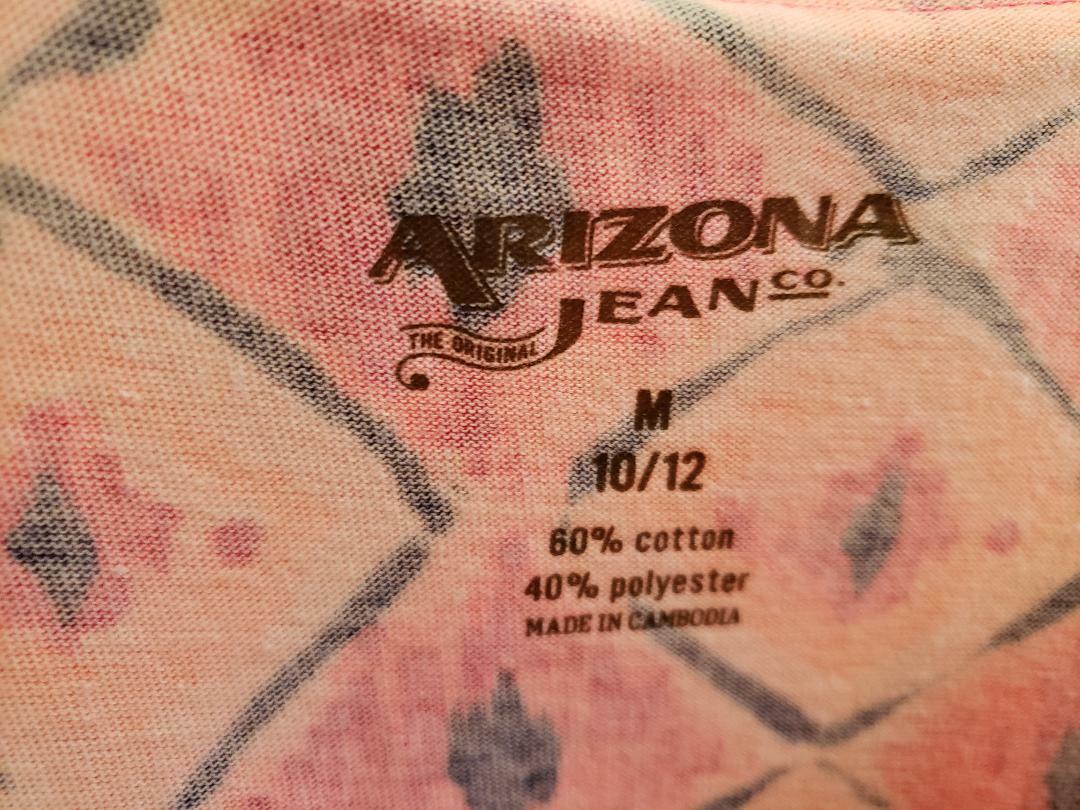 ARIZONA
JEAN CO.
THE ORIGINAL
M
10/12
60% cotton
40% polyester
MADE IN CAMBODIA